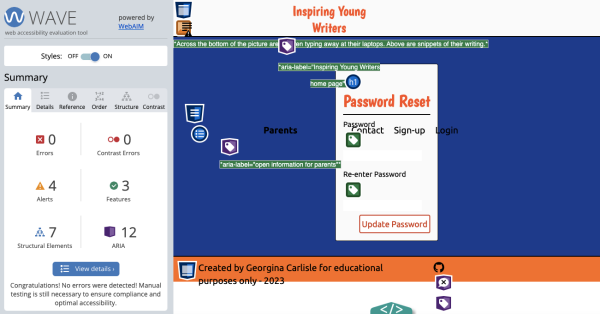 WAVE
web accessibility evaluation tool
powered by
WebAIM
Styles: OFF ON
Summary
Summary Details Reference Order Structure Contrast
0 0
Errors Contrast Errors
4 3
Alerts Features
7 12
Structural Elements ARIA
View details ›
Congratulations! No errors were detected! Manual
testing is still necessary to ensure compliance and
optimal accessibility.
Inspiring Young
Writers
"Across the bottom of the picture are typing away at their laptops. Above are snippets of their writing."
*aria-label="Inspiring Young Writers
home page"
h1
Password Reset
Password
Parents Contact Sign-up Login
*aria-label="open information for parents"
Re-enter Password
Update Password
Created by Georgina Carlisle for educational
purposes only - 2023